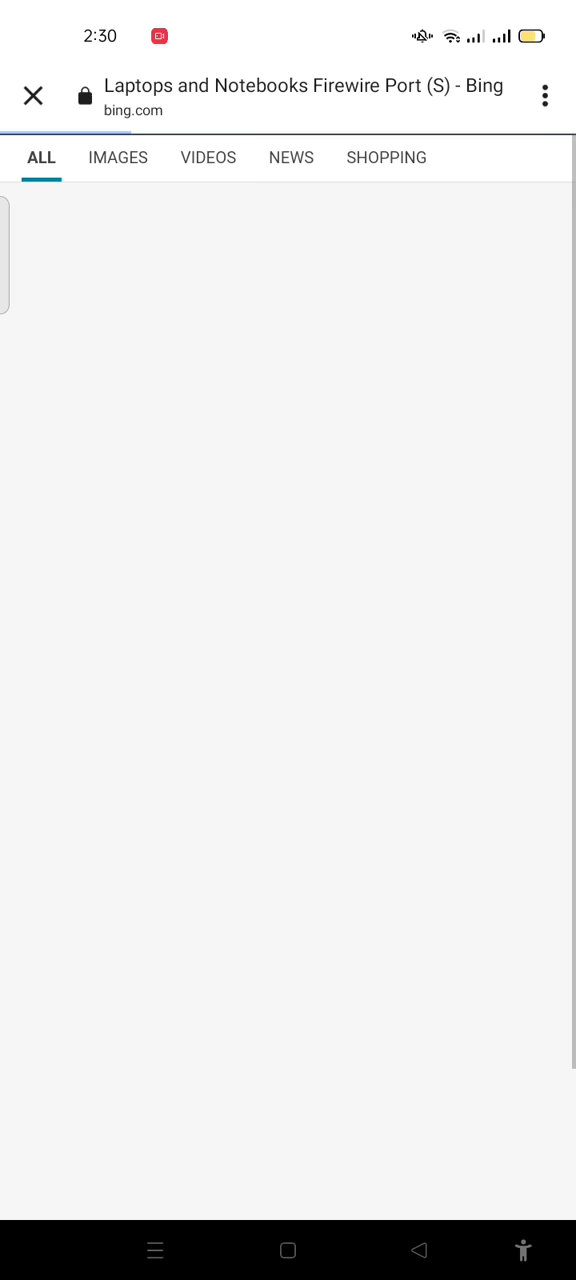 2:30
Laptops and Notebooks Firewire Port (S) - Bing
bing.com
ALL IMAGES VIDEOS NEWS SHOPPING